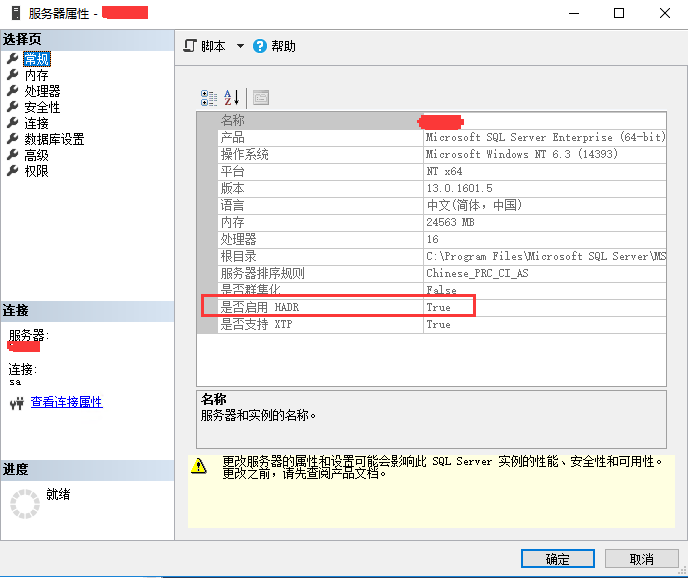 服务器属性 -
选择页
常规
内存
处理器
安全性
连接
数据库设置
高级
权限
脚本 帮助
名称
产品 Microsoft SQL Server Enterprise (64-bit)
操作系统 Microsoft Windows NT 6.3 (14393)
平台 NT x64
版本 13.0.1601.5
语言 中文(简体，中国)
内存 24563 MB
处理器 16
根目录 C:\Program Files\Microsoft SQL Server\MS
服务器排序规则 Chinese_PRC_CI_AS
是否群集化 False
是否启用 HADR True
是否支持 XTP True
连接
服务器:
连接:
sa
查看连接属性
名称
服务器和实例的名称。
进度
就绪
更改服务器的属性和设置可能会影响此 SQL Server 实例的性能、安全性和可用性。
更改之前，请先查阅产品文档。
确定 取消